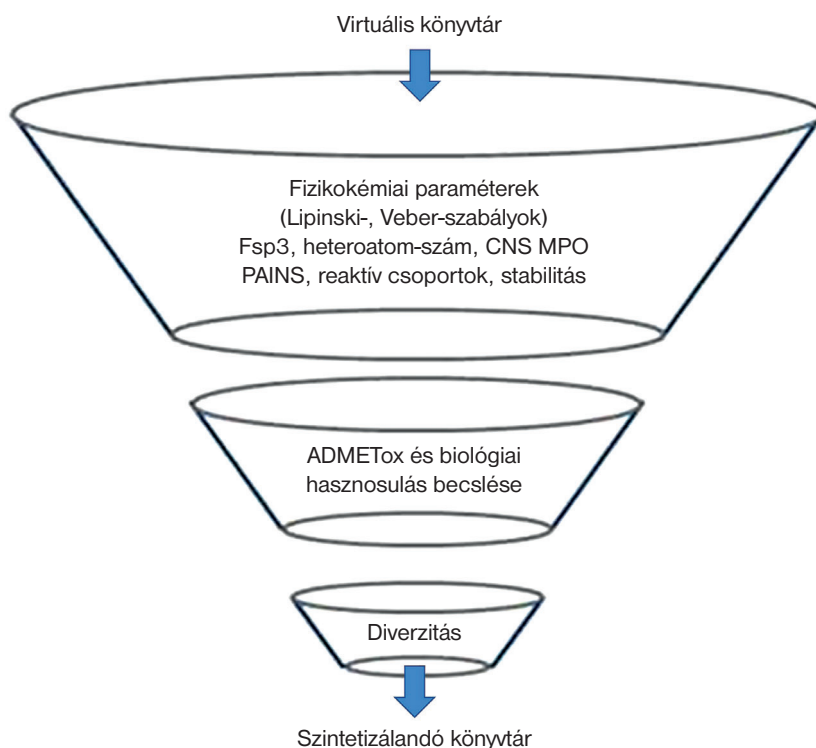 Virtuális könyvtár
Fizikokémiai paraméterek
(Lipinski-, Veber-szabályok)
Fsp3, heteroatom-szám, CNS MPO
PAINS, reaktív csoportok, stabilitás
ADMETox és biológiai
hasznosulás becslése
Diverzitás
Szintetizálandó könyvtár